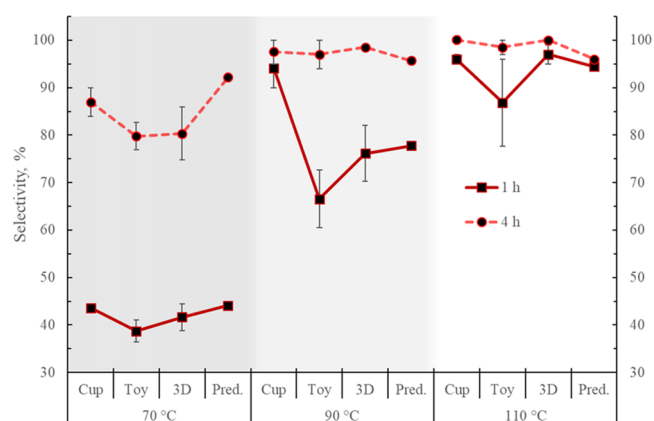 100 100
90 90
80 80
70 70
60 60
50 50
40 40
30 30
Selectivity, %
1 h
4 h
Cup Toy 3D Pred. Cup Toy 3D Pred. Cup Toy 3D Pred.
70 °C 90 °C 110 °C